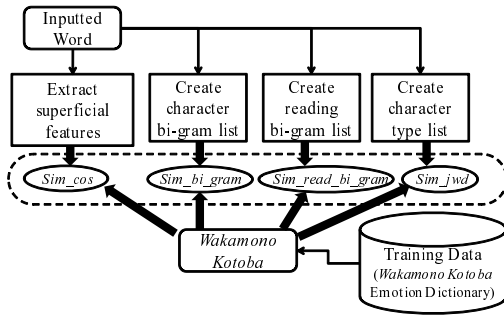 Inputted
Word
Extract
superficial
features
Create
character
bi-gram list
Create
reading
bi-gram list
Create
character
type list
Sim_cos
Sim_bi_gram
Sim_read_bi_gram
Sim_jwd
Wakamono
Kotoba
Training Data
(Wakamono Kotoba
Emotion Dictionary)